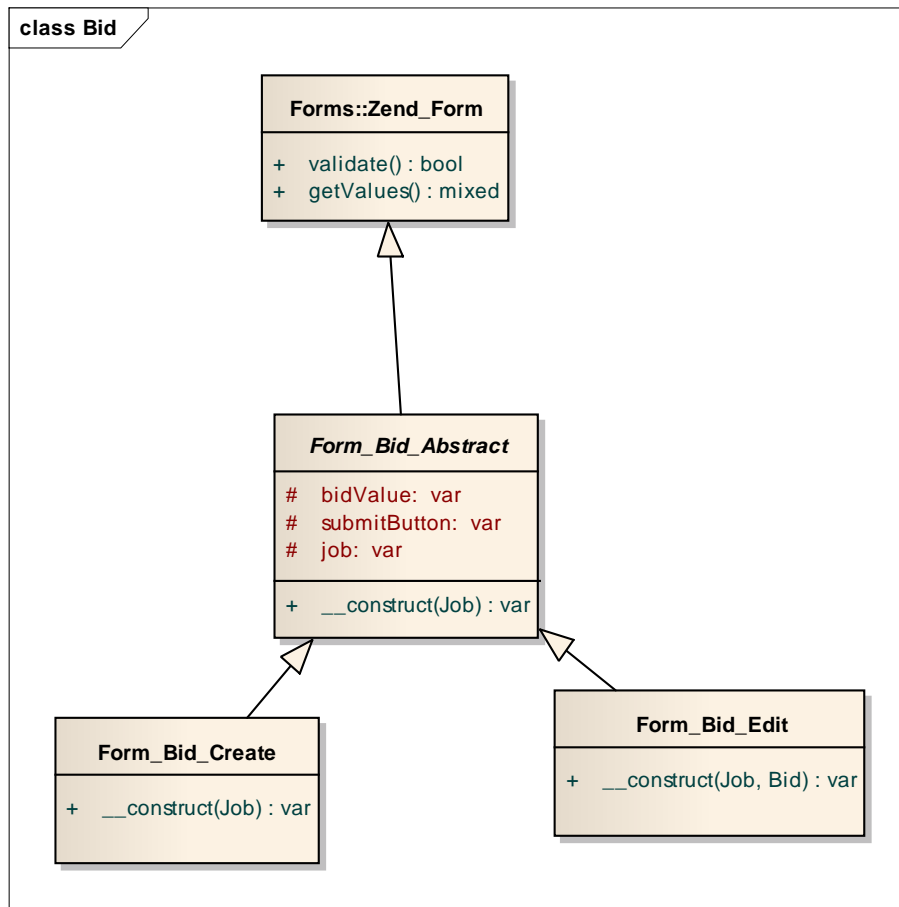 class Bid
Forms::Zend_Form
+ validate() : bool
+ getValues() : mixed
Form_Bid_Abstract
# bidValue: var
# submitButton: var
# job: var
+ __construct(Job) : var
Form_Bid_Create
+ __construct(Job) : var
Form_Bid_Edit
+ __construct(Job, Bid) : var